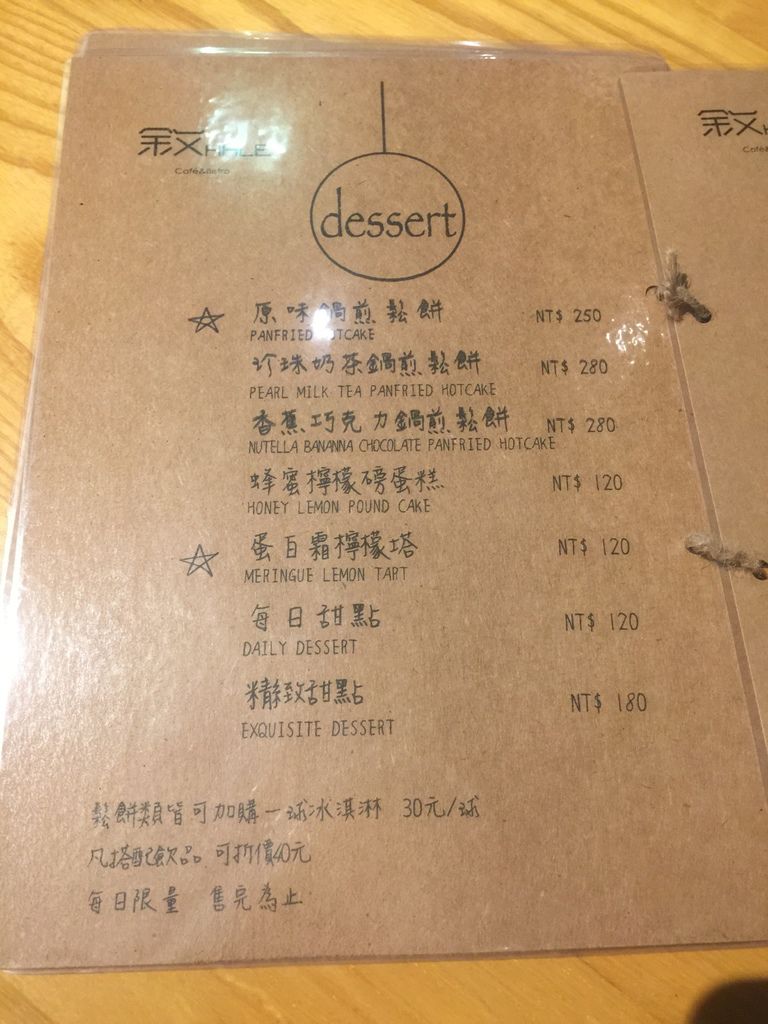 敘
Café&Bistro
dessert
敘
Café
☆ 原味鍋煎鬆餅 NT$ 250
PANFRIED HOTCAKE
珍珠奶茶鍋煎鬆餅 NT$ 280
PEARL MILK TEA PANFRIED HOTCAKE
香蕉巧克力鍋煎鬆餅 NT$ 280
NUTELLA BANANNA CHOCOLATE PANFRIED HOTCAKE
蜂蜜檸檬磅蛋糕 NT$ 120
HONEY LEMON POUND CAKE
☆ 蛋白霜檸檬塔 NT$ 120
MERINGUE LEMON TART
每日甜點 NT$ 120
DAILY DESSERT
精緻甜點 NT$ 180
EXQUISITE DESSERT
鬆餅類皆可加購一球冰淇淋 30元/球
凡搭配飲品 可折價40元
每日限量 售完為止